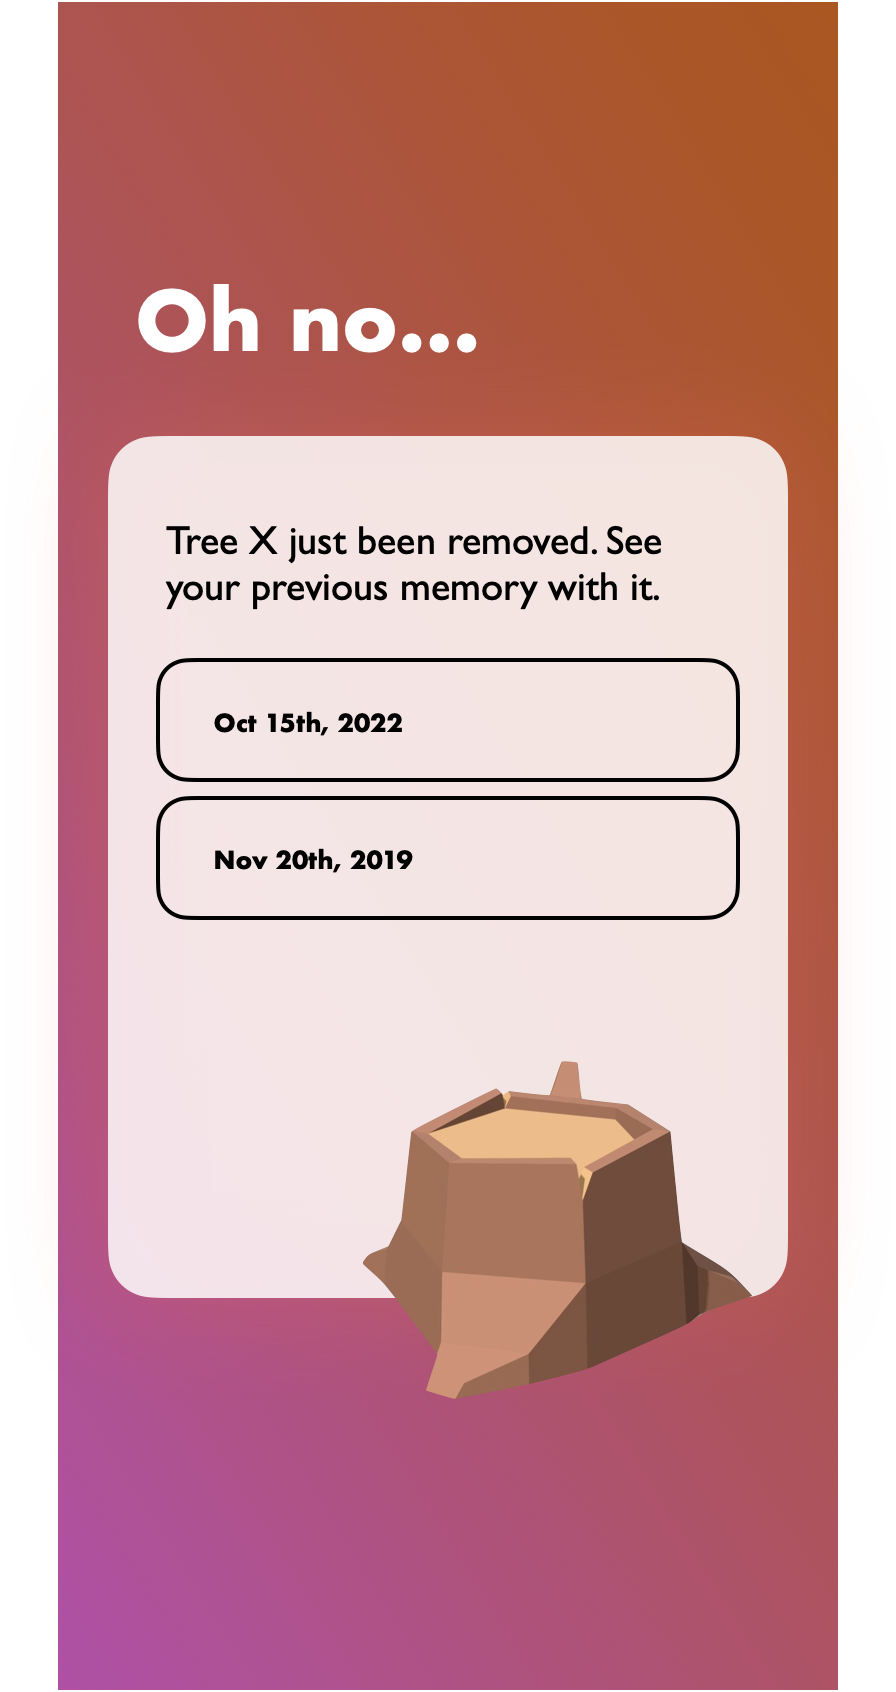 Oh no...
Tree X just been removed. See
your previous memory with it.
Oct 15th, 2022
Nov 20th, 2019